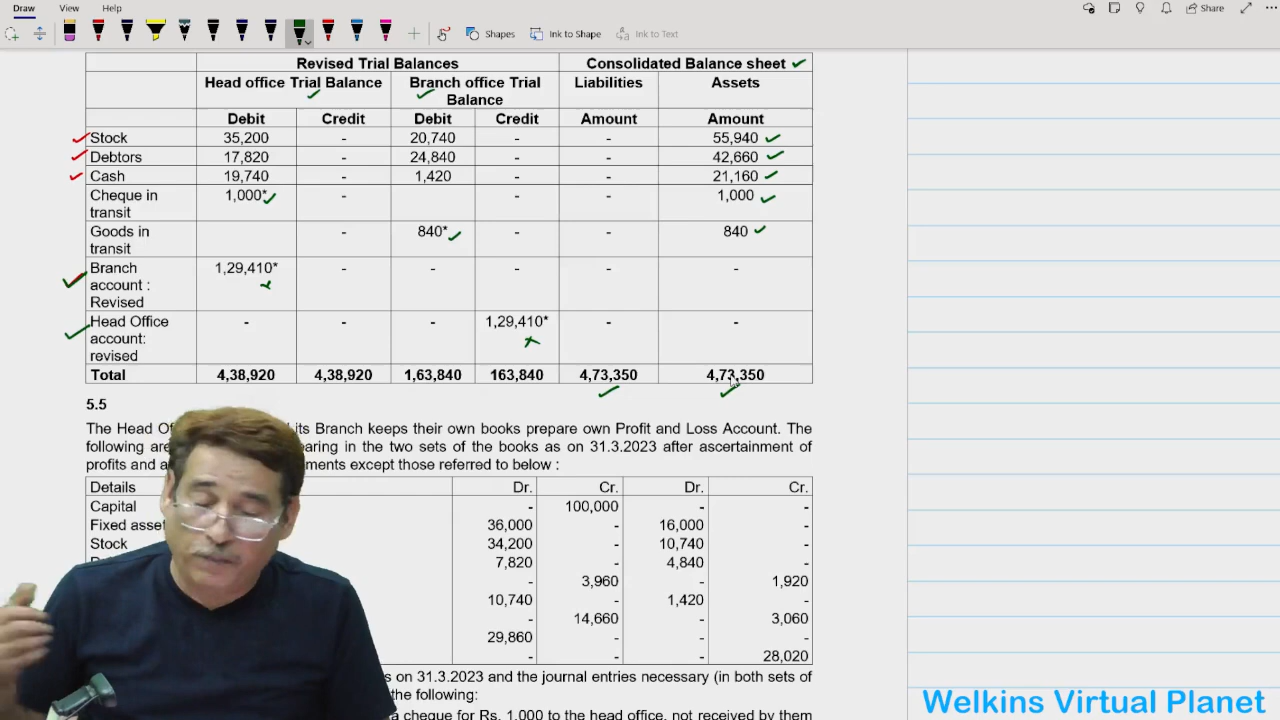 Draw View Share
Shapes Ink to Shape Ink to Text
Revised Trial Balances Consolidated Balance sheet
Head office Trial Balance Branch office Trial Balance Liabilities Assets
Debit Credit Debit Credit Amount Amount
Stock 35,200 - 20,740 - - 55,940
Debtors 17,820 - 24,840 - - 42,660
Cash 19,740 - 1,420 - - 21,160
Cheque in transit 1,000* - - - 1,000
Goods in transit - 840* - - 840
Branch account : Revised 1,29,410* - - - - -
Head Office account: revised - - - 1,29,410* - -
Total 4,38,920 4,38,920 1,63,840 163,840 4,73,350 4,73,350
5.5
The Head its Branch keeps their own books prepare own Profit and Loss Account. The
following are in the two sets of the books as on 31.3.2023 after ascertainment of
profits and except those referred to below :
Details Dr. Cr. Dr. Cr.
Capital - 100,000 - -
Fixed 36,000 - 16,000 -
Stock 34,200 - 10,740 -
7,820 - 4,840 -
- 3,960 - 1,920
10,740 - 1,420 -
- 14,660 - 3,060
29,860 - - -
- - - 28,020
on 31.3.2023 and the journal entries necessary (in both sets of
the following:
a cheque for Rs. 1,000 to the head office, not received by them
Welkins Virtual Planet